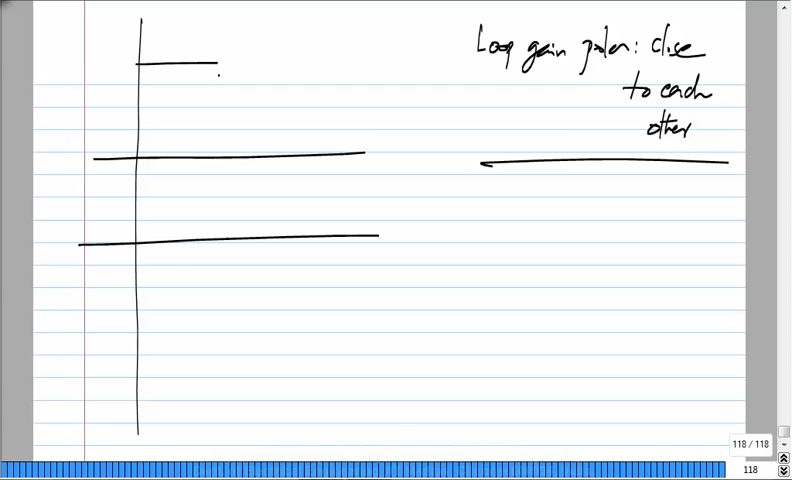 Loop gain poles: close
to each
other
118 / 118
118